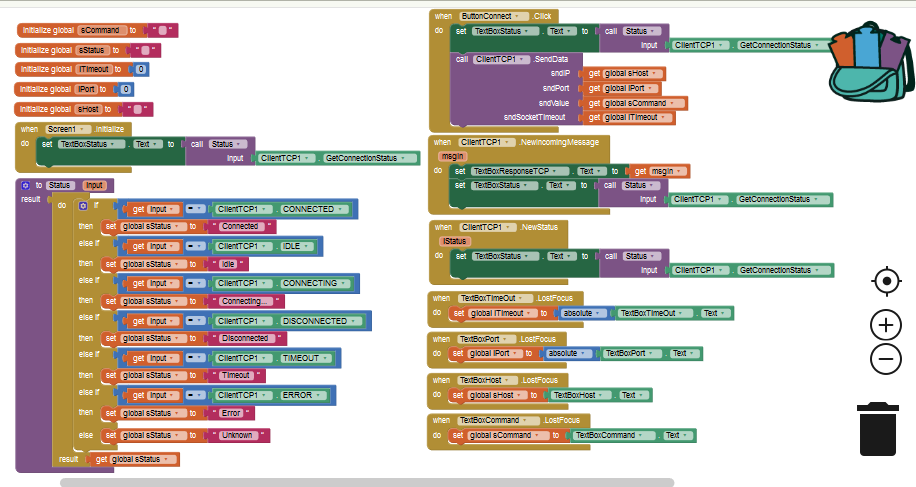 Initialize global sCommand to " "
Initialize global sStatus to " "
Initialize global iTimeout to 0
Initialize global iPort to 0
Initialize global sHost to " "
when Screen1 .Initialize
do set TextBoxStatus . Text to call Status
Input ClientTCP1 . GetConnectionStatus
to Status Input
result
do if get Input = ClientTCP1 . CONNECTED
then set global sStatus to " Connected "
else if get Input = ClientTCP1 . IDLE
then set global sStatus to " Idle "
else if get Input = ClientTCP1 . CONNECTING
then set global sStatus to " Connecting... "
else if get Input = ClientTCP1 . DISCONNECTED
then set global sStatus to " Disconnected "
else if get Input = ClientTCP1 . TIMEOUT
then set global sStatus to " Timeout "
else if get Input = ClientTCP1 . ERROR
then set global sStatus to " Error "
else set global sStatus to " Unknown "
result get global sStatus
when ButtonConnect .Click
do set TextBoxStatus . Text to call Status
Input ClientTCP1 . GetConnectionStatus
call ClientTCP1 .SendData
sndIP get global sHost
sndPort get global iPort
sndValue get global sCommand
sndSocketTimeout get global iTimeout
when ClientTCP1 .NewIncomingMessage
msgIn
do set TextBoxResponseTCP . Text to get msgIn
set TextBoxStatus . Text to call Status
Input ClientTCP1 . GetConnectionStatus
when ClientTCP1 .NewStatus
iStatus
do set TextBoxStatus . Text to call Status
Input ClientTCP1 . GetConnectionStatus
when TextBoxTimeOut .LostFocus
do set global iTimeout to absolute TextBoxTimeOut . Text
when TextBoxPort .LostFocus
do set global iPort to absolute TextBoxPort . Text
when TextBoxHost .LostFocus
do set global sHost to TextBoxHost . Text
when TextBoxCommand .LostFocus
do set global sCommand to TextBoxCommand . Text